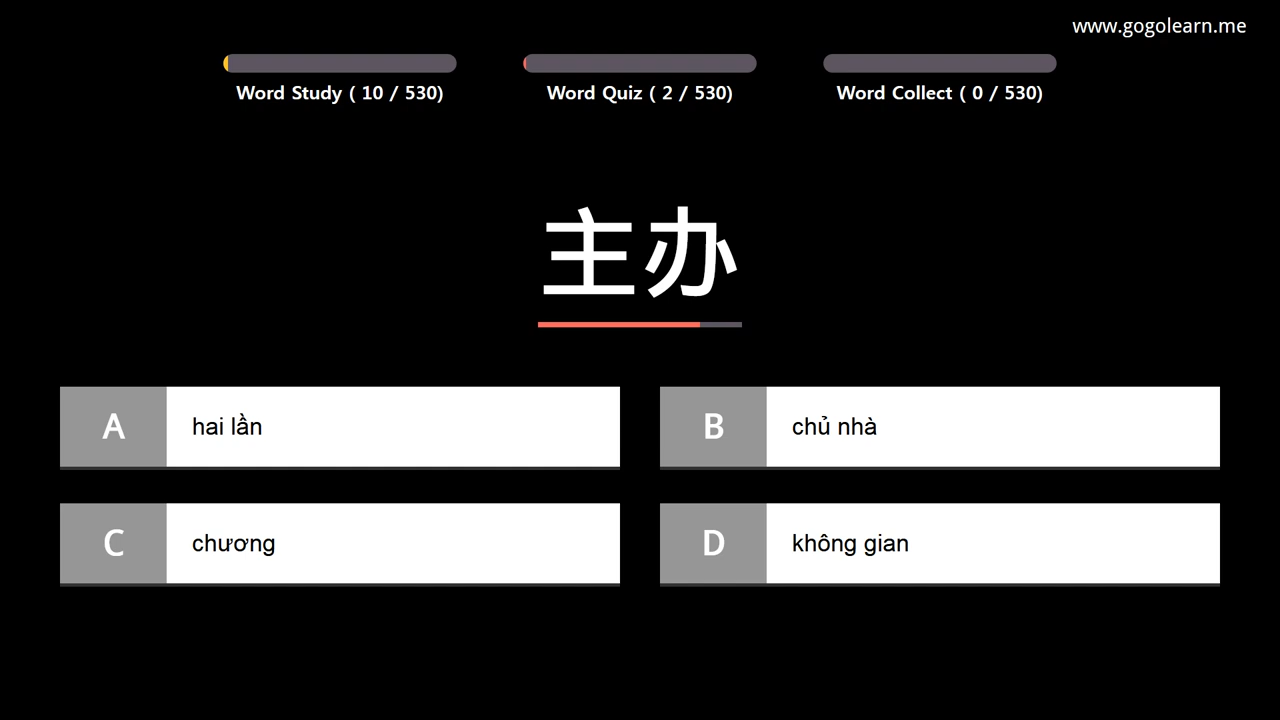 www.gogolearn.me
Word Study ( 10 / 530)
Word Quiz ( 2 / 530)
Word Collect ( 0 / 530)
主办
A hai lần
B chủ nhà
C chương
D không gian